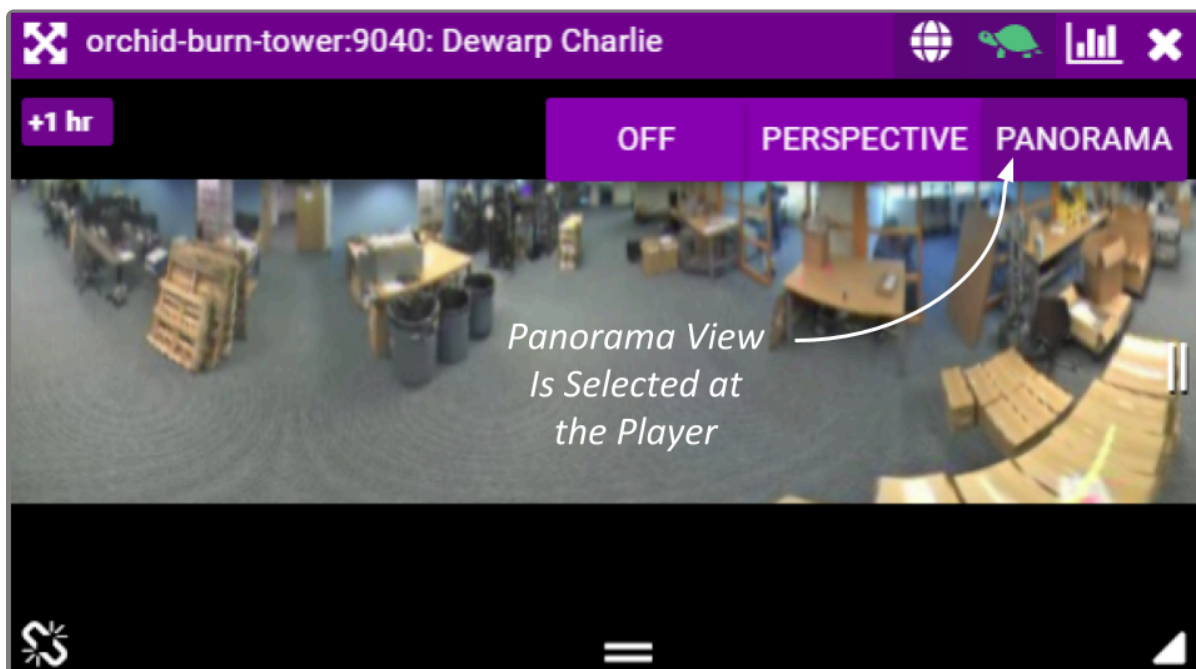 orchid-burn-tower:9040: Dewarp Charlie
+1 hr
OFF PERSPECTIVE PANORAMA
Panorama View
Is Selected at
the Player